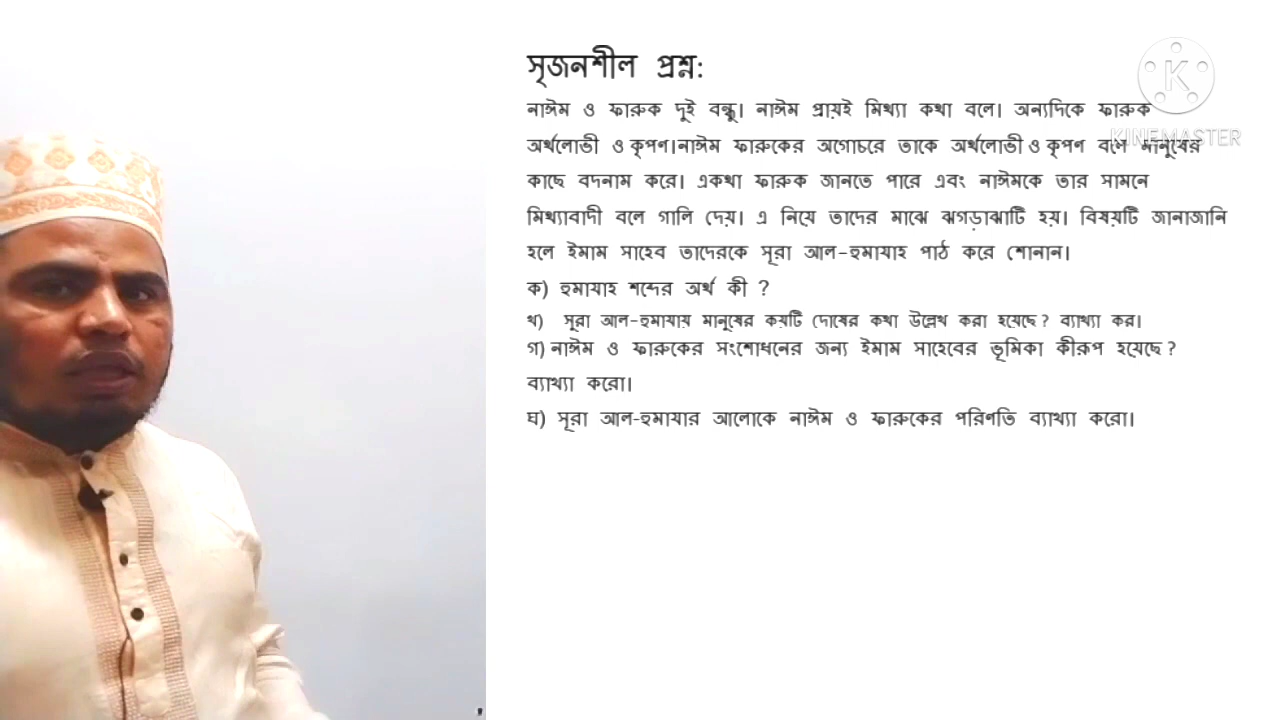 সৃজনশীল প্রশ্ন:
নাঈম ও ফারুক দুই বন্ধু। নাঈম প্রায়ই মিথ্যা কথা বলে। অন্যদিকে ফারুক
অর্থলোভী ও কৃপণ।নাঈম ফারুকের অগোচরে তাকে অর্থলোভী ও কৃপণ বলে মানুষের
কাছে বদনাম করে। একথা ফারুক জানতে পারে এবং নাঈমকে তার সামনে
মিথ্যাবাদী বলে গালি দেয়। এ নিযে তাদের মাঝে ঝগড়াঝাটি হয়। বিষয়টি জানাজানি
হলে ইমাম সাহেব তাদেরকে সূরা আল-হুমাযাহ পাঠ করে শোনান।
ক) হুমাযাহ শব্দের অর্থ কী ?
খ) সূরা আল-হুমাযায় মানুষের কয়টি দোষের কথা উল্লেখ করা হয়েছে? ব্যাখ্যা কর।
গ) নাঈম ও ফারুকের সংশোধনের জন্য ইমাম সাহেবের ভূমিকা কীরূপ হয়েছে?
ব্যাখ্যা করো।
ঘ) সূরা আল-হুমাযার আলোকে নাঈম ও ফারুকের পরিণতি ব্যাখ্যা করো।
K
KINEMASTER